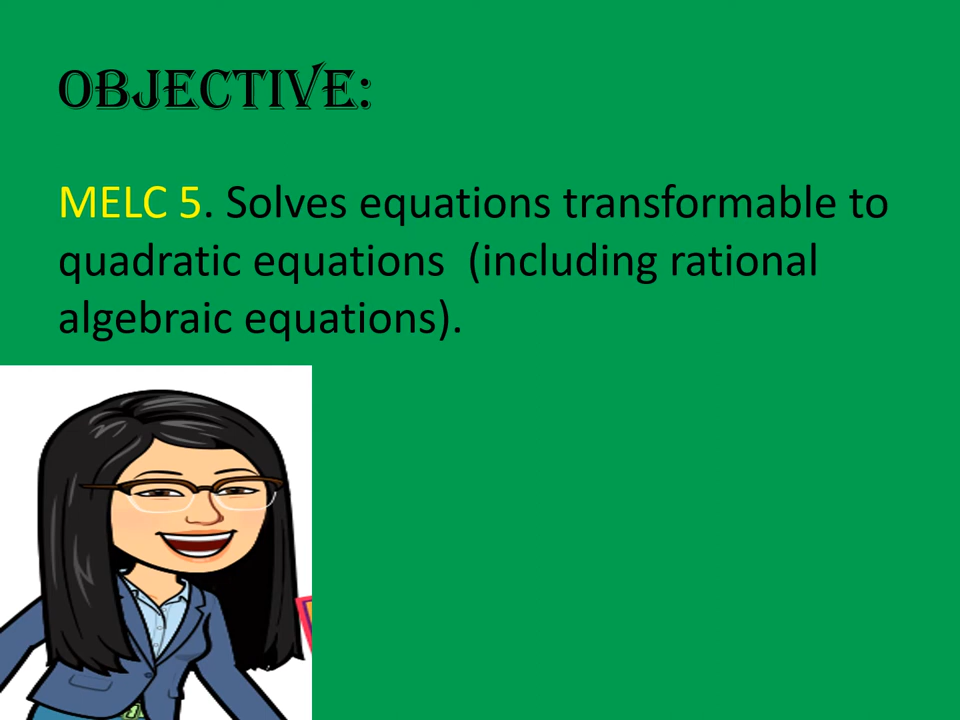 OBJECTIVE:
MELC 5. Solves equations transformable to
quadratic equations (including rational
algebraic equations).